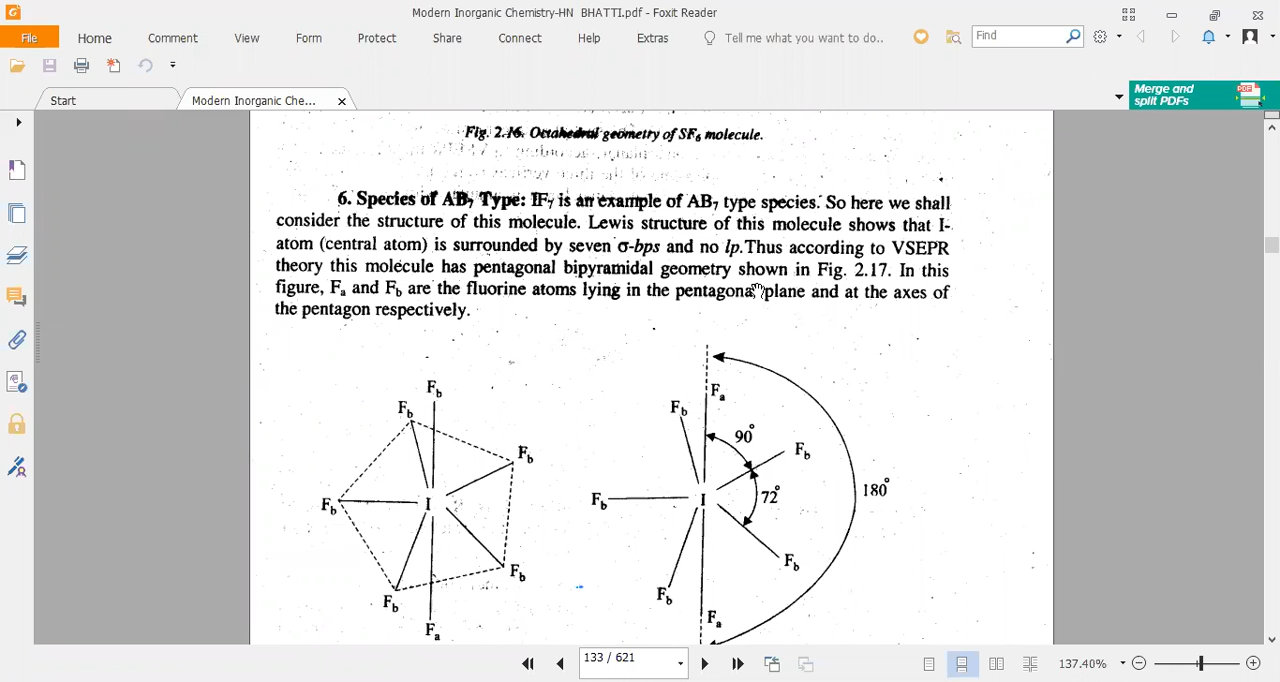 Modern Inorganic Chemistry-HN BHATTI.pdf - Foxit Reader
File Home Comment View Form Protect Share Connect Help Extras Tell me what you want to do.. Find
Start Modern Inorganic Che... Merge and split PDFs
Fig. 2.16. Octahedral geometry of SF6 molecule.
6. Species of AB7 Type: IF7 is an example of AB7 type species. So here we shall
consider the structure of this molecule. Lewis structure of this molecule shows that I-
atom (central atom) is surrounded by seven σ-bps and no lp.Thus according to VSEPR
theory this molecule has pentagonal bipyramidal geometry shown in Fig. 2.17. In this
figure, Fa and Fb are the fluorine atoms lying in the pentagonal plane and at the axes of
the pentagon respectively.
Fb
Fb
Fb
Fb
I
Fb
Fb
Fa
Fa
Fb
90°
Fb
Fb
I
72°
180°
Fb
Fb
Fa
133 / 621
137.40%